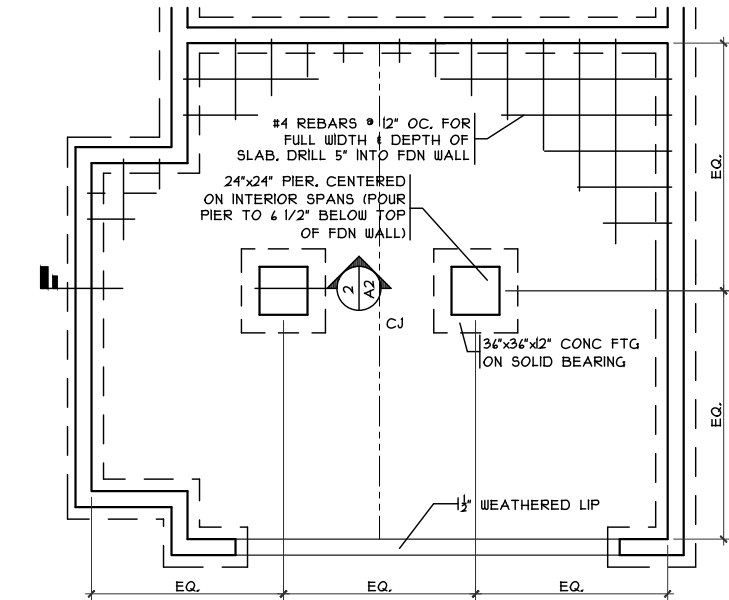 #4 REBARS @ 12" OC. FOR
FULL WIDTH & DEPTH OF
SLAB. DRILL 5" INTO FDN WALL
24"x24" PIER. CENTERED
ON INTERIOR SPANS (POUR
PIER TO 6 1/2" BELOW TOP
OF FDN WALL)
EQ.
2
A2
CJ
36"x36"x12" CONC FTG
ON SOLID BEARING
EQ.
1 1/2" WEATHERED LIP
EQ.
EQ.
EQ.